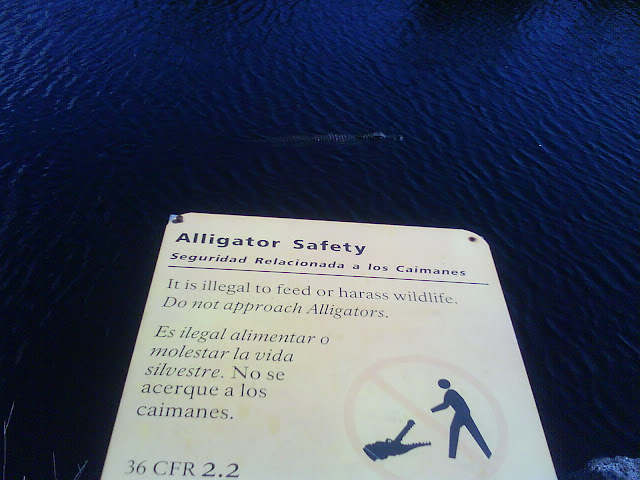 Alligator Safety
Seguridad Relacionada a los Caimanes
It is illegal to feed or harass wildlife.
Do not approach Alligators.
Es ilegal alimentar o
molestar la vida
silvestre. No se
acerque a los
caimanes.
36 CFR 2.2